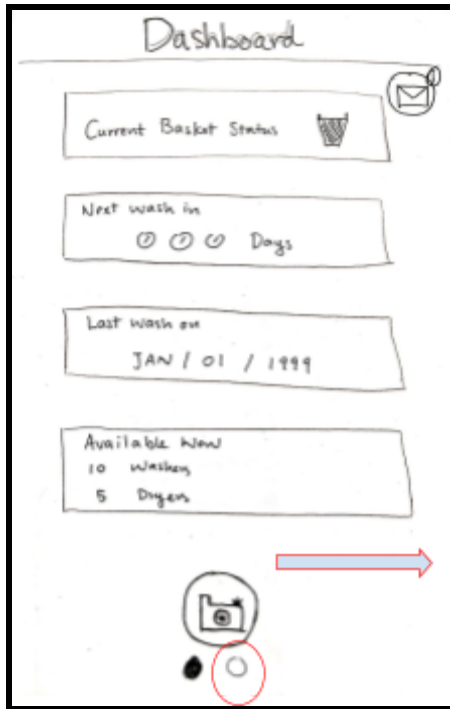 Dashboard
Current Basket Status
Next wash in
0 0 0 Days
Last wash on
JAN / 01 / 1999
Available Now
10 Washers
5 Dryers